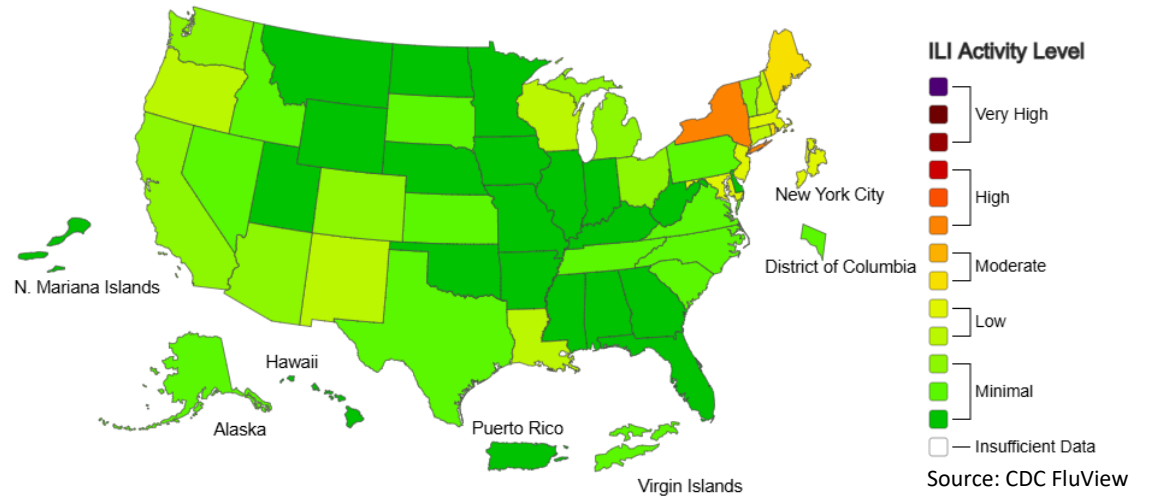 ILI Activity Level
Very High
High
New York City
District of Columbia
Moderate
N. Mariana Islands
Low
Hawaii
Minimal
Alaska
Puerto Rico
Insufficient Data
Source: CDC FluView
Virgin Islands